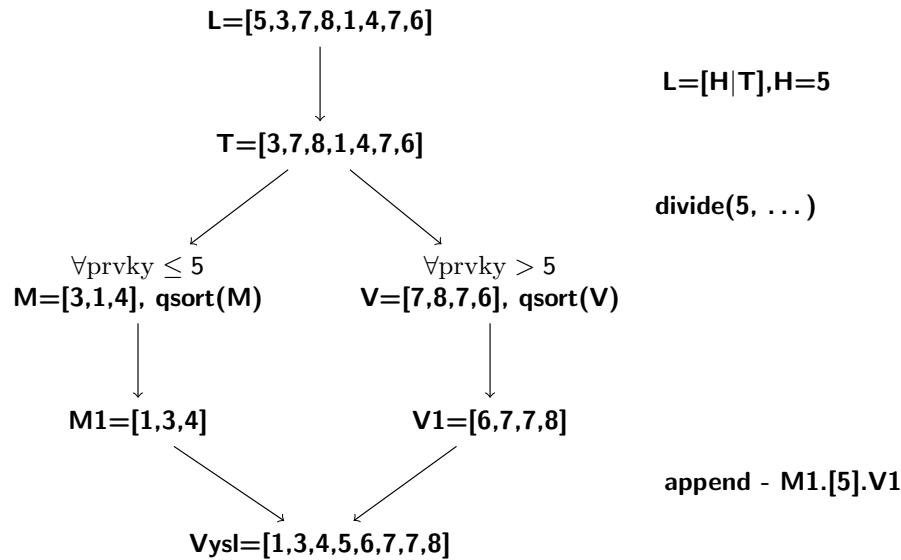 L=[5,3,7,8,1,4,7,6]
L=[H|T],H=5
T=[3,7,8,1,4,7,6]
divide(5, ...)
∀prvky ≤ 5
∀prvky > 5
M=[3,1,4], qsort(M)
V=[7,8,7,6], qsort(V)
M1=[1,3,4]
V1=[6,7,7,8]
append - M1.[5].V1
Vysl=[1,3,4,5,6,7,7,8]